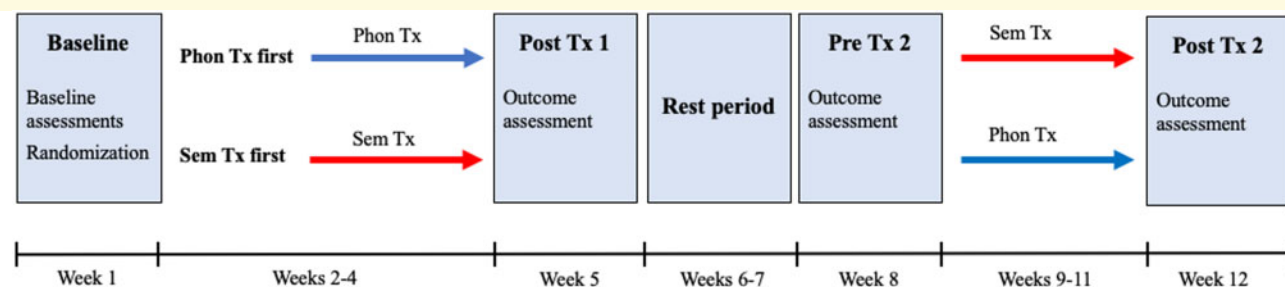 Baseline
Baseline
assessments
Randomization
Phon Tx first
Phon Tx
Sem Tx first
Sem Tx
Post Tx 1
Outcome
assessment
Rest period
Pre Tx 2
Outcome
assessment
Sem Tx
Phon Tx
Post Tx 2
Outcome
assessment
Week 1
Weeks 2-4
Week 5
Weeks 6-7
Week 8
Weeks 9-11
Week 12